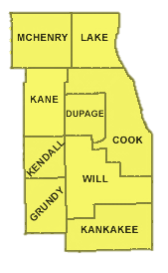 MCHENRY LAKE
KANE
DUPAGE
COOK
KENDALL
WILL
GRUNDY
KANKAKEE